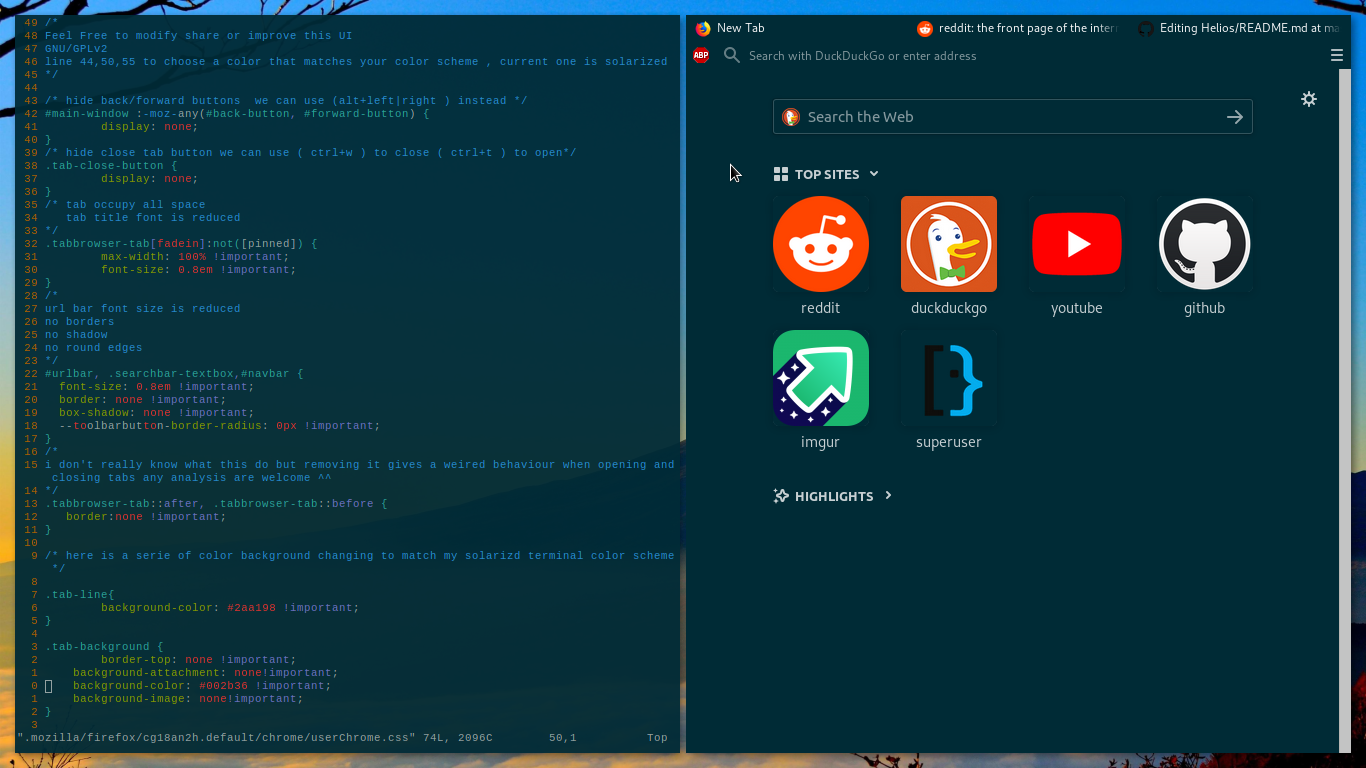 49 /*
48 Feel Free to modify share or improve this UI
47 GNU/GPLv2
46 line 44,50,55 to choose a color that matches your color scheme , current one is solarized
45 */
44
43 /* hide back/forward buttons  we can use (alt+left|right ) instead */
42 #main-window :-moz-any(#back-button, #forward-button) {
41         display: none;
40 }
39 /* hide close tab button we can use ( ctrl+w ) to close ( ctrl+t ) to open*/
38 .tab-close-button {
37         display: none;
36 }
35 /* tab occupy all space
34    tab title font is reduced
33 */
32 .tabbrowser-tab[fadein]:not([pinned]) {
31         max-width: 100% !important;
30         font-size: 0.8em !important;
29 }
28 /*
27 url bar font size is reduced
26 no borders
25 no shadow
24 no round edges
23 */
22 #urlbar, .searchbar-textbox,#navbar {
21   font-size: 0.8em !important;
20   border: none !important;
19   box-shadow: none !important;
18   --toolbarbutton-border-radius: 0px !important;
17 }
16 /*
15 i don't really know what this do but removing it gives a weired behaviour when opening and
closing tabs any analysis are welcome ^^
14 */
13 .tabbrowser-tab::after, .tabbrowser-tab::before {
12    border:none !important;
11 }
10
9 /* here is a serie of color background changing to match my solarizd terminal color scheme
*/
8
7 .tab-line{
6         background-color: #2aa198 !important;
5 }
4
3 .tab-background {
2         border-top: none !important;
1     background-attachment: none!important;
0     background-color: #002b36 !important;
1     background-image: none!important;
2 }
3
".mozilla/firefox/cg18an2h.default/chrome/userChrome.css" 74L, 2096C        50,1          Top
New Tab
reddit: the front page of the inter
Editing Helios/README.md at ma
ABP
Search with DuckDuckGo or enter address
Search the Web
TOP SITES
reddit
duckduckgo
youtube
github
imgur
superuser
HIGHLIGHTS